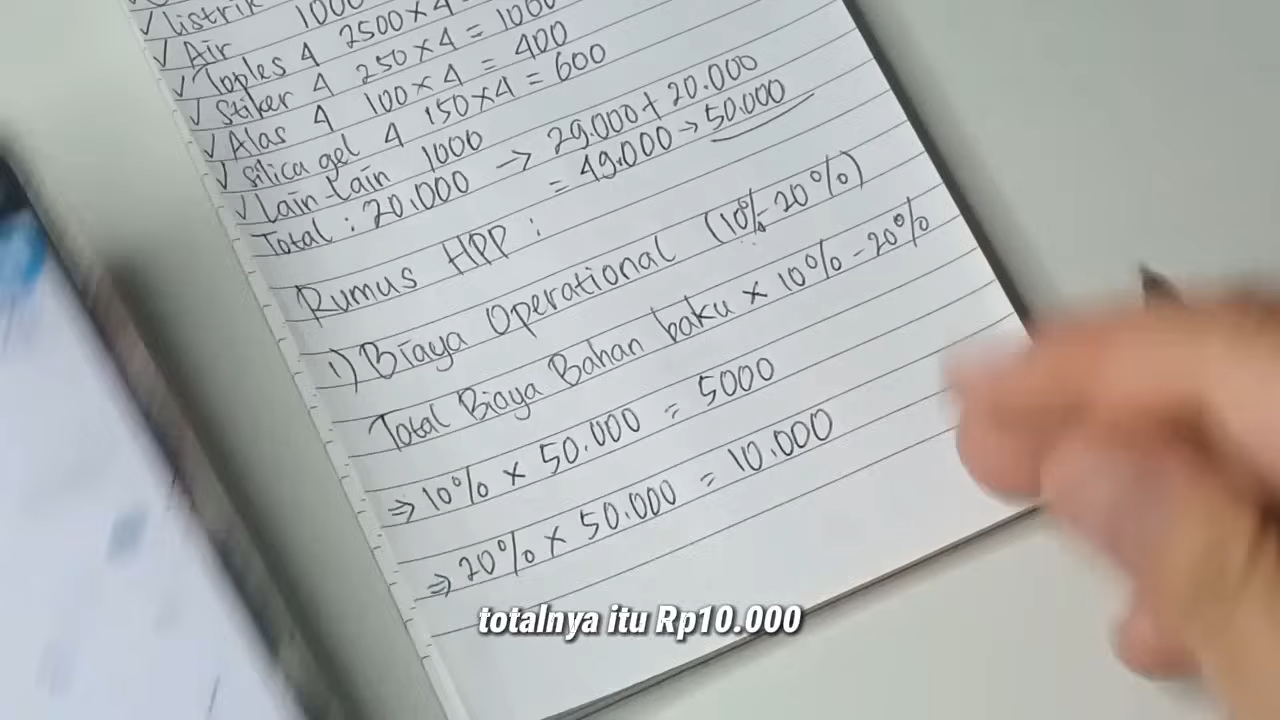 ✓ listrik 1000
✓ Air
✓ Toples 4 2500 × 4
✓ Stiker 4 250 × 4 = 1000
✓ Alas 4 100 × 4 = 400
✓ Silica gel 4 150 × 4 = 600
✓ Lain-lain 1000
Total : 20.000 → 29.000 + 20.000
= 49.000 → 50.000
Rumus HPP :
1) Biaya Operational (10% - 20%)
Total Biaya Bahan baku × 10% - 20%
⇒ 10% × 50.000 = 5000
⇒ 20% × 50.000 = 10.000
totalnya itu Rp10.000